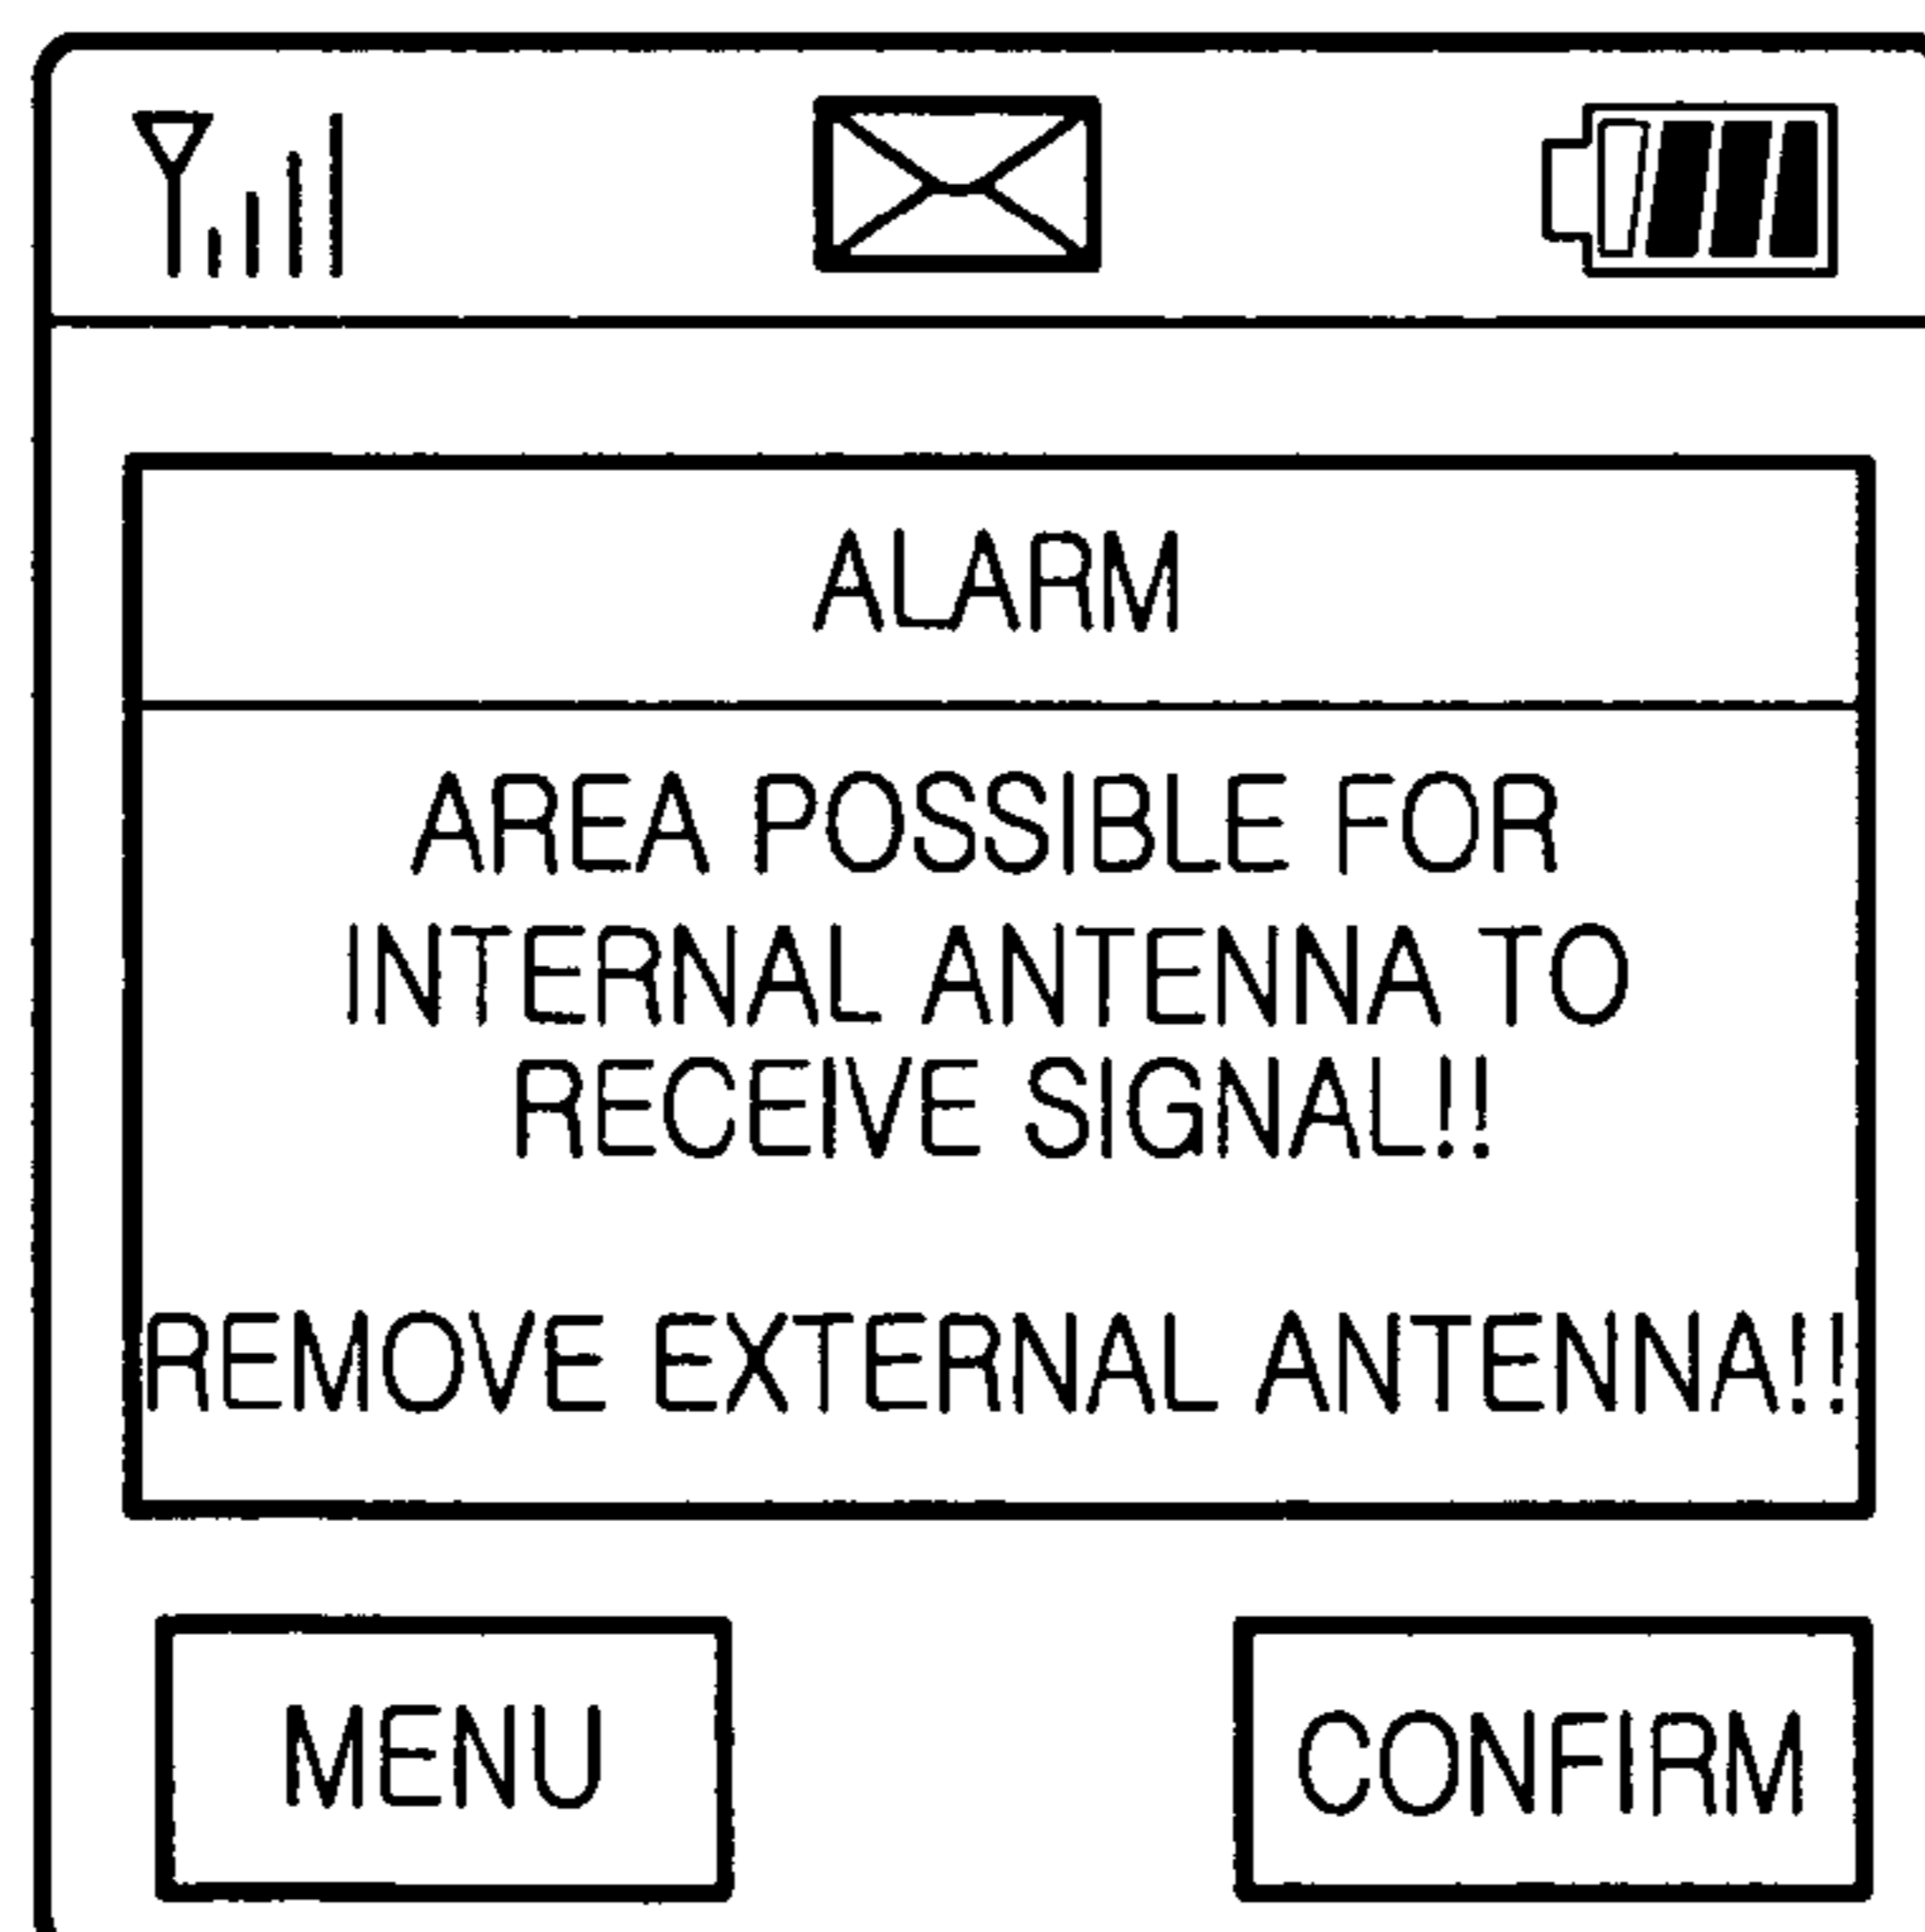 ALARM
AREA POSSIBLE FOR
INTERNAL ANTENNA TO
RECEIVE SIGNAL!!
REMOVE EXTERNAL ANTENNA!!
MENU
CONFIRM